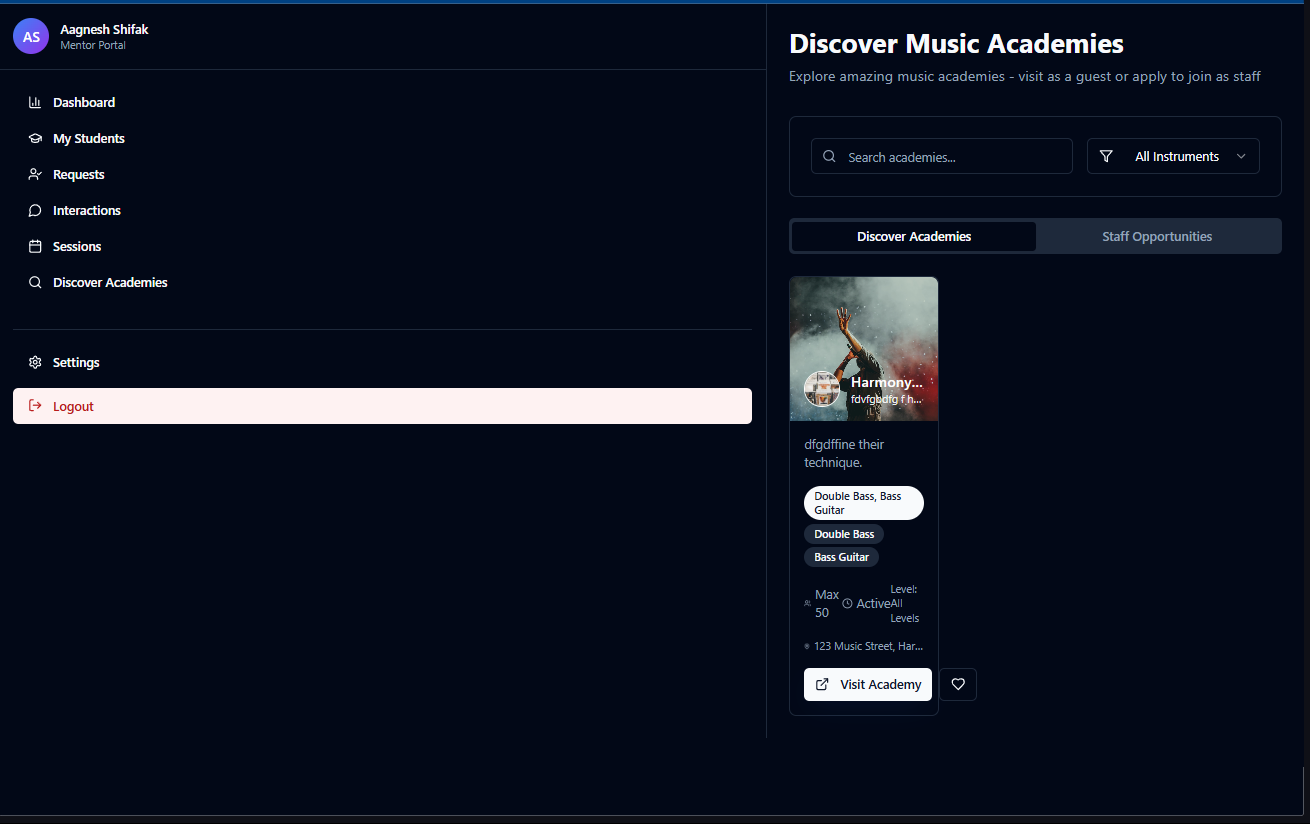 AS
Aagnesh Shifak
Mentor Portal
Dashboard
My Students
Requests
Interactions
Sessions
Discover Academies
Settings
Logout
Discover Music Academies
Explore amazing music academies - visit as a guest or apply to join as staff
Search academies...
All Instruments
Discover Academies
Staff Opportunities
Harmony...
fdvfgbdfg f h...
dfgdffine their
technique.
Double Bass, Bass
Guitar
Double Bass
Bass Guitar
Max
50
Active
Level:
All
Levels
123 Music Street, Har...
Visit Academy